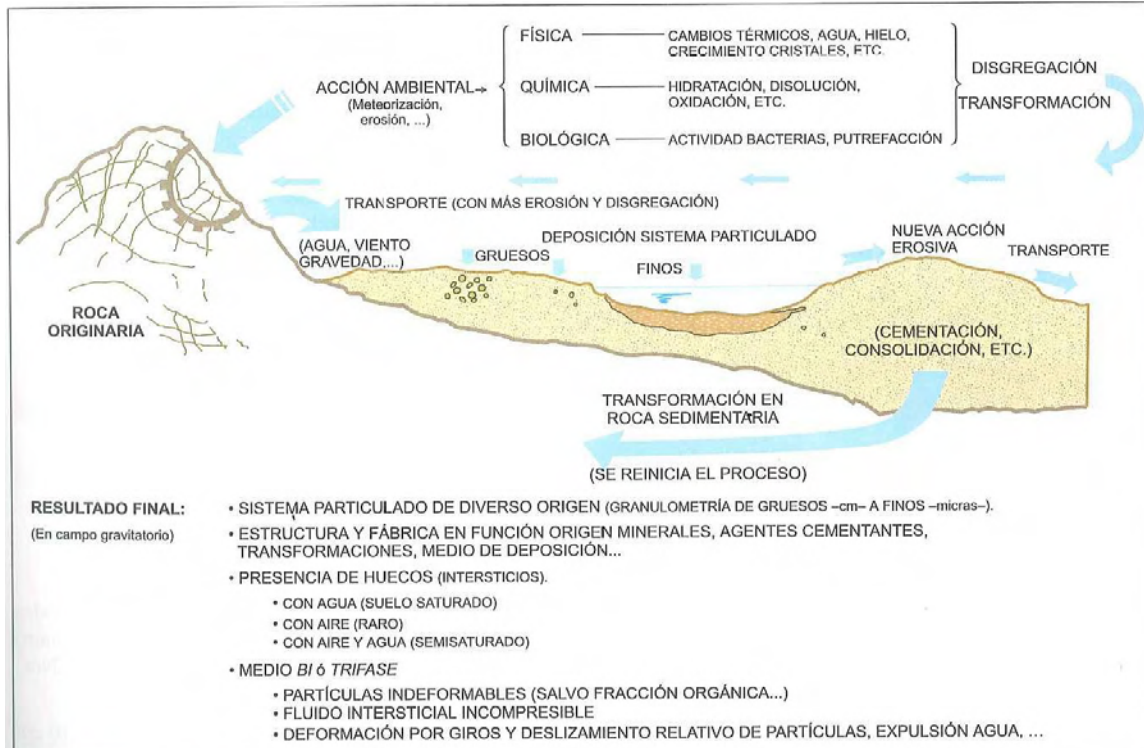 FÍSICA
CAMBIOS TÉRMICOS, AGUA, HIELO,
CRECIMIENTO CRISTALES, ETC.
ACCIÓN AMBIENTAL
(Meteorización,
erosión, ...)
QUÍMICA
HIDRATACIÓN, DISOLUCIÓN,
OXIDACIÓN, ETC.
BIOLÓGICA
ACTIVIDAD BACTERIAS, PUTREFACCIÓN
DISGREGACIÓN
TRANSFORMACIÓN
TRANSPORTE (CON MÁS EROSIÓN Y DISGREGACIÓN)
(AGUA, VIENTO
GRAVEDAD,...)
DEPOSICIÓN SISTEMA PARTICULADO
GRUESOS
FINOS
NUEVA ACCIÓN
EROSIVA
TRANSPORTE
ROCA
ORIGINARIA
(CEMENTACIÓN,
CONSOLIDACIÓN, ETC.)
TRANSFORMACIÓN EN
ROCA SEDIMENTARIA
(SE REINICIA EL PROCESO)
RESULTADO FINAL:
(En campo gravitatorio)
• SISTEMA PARTICULADO DE DIVERSO ORIGEN (GRANULOMETRÍA DE GRUESOS –cm– A FINOS –micras–).
• ESTRUCTURA Y FÁBRICA EN FUNCIÓN ORIGEN MINERALES, AGENTES CEMENTANTES,
TRANSFORMACIONES, MEDIO DE DEPOSICIÓN...
• PRESENCIA DE HUECOS (INTERSTICIOS).
• CON AGUA (SUELO SATURADO)
• CON AIRE (RARO)
• CON AIRE Y AGUA (SEMISATURADO)
• MEDIO BI ó TRIFASE
• PARTÍCULAS INDEFORMABLES (SALVO FRACCIÓN ORGÁNICA...)
• FLUIDO INTERSTICIAL INCOMPRESIBLE
• DEFORMACIÓN POR GIROS Y DESLIZAMIENTO RELATIVO DE PARTÍCULAS, EXPULSIÓN AGUA, ...